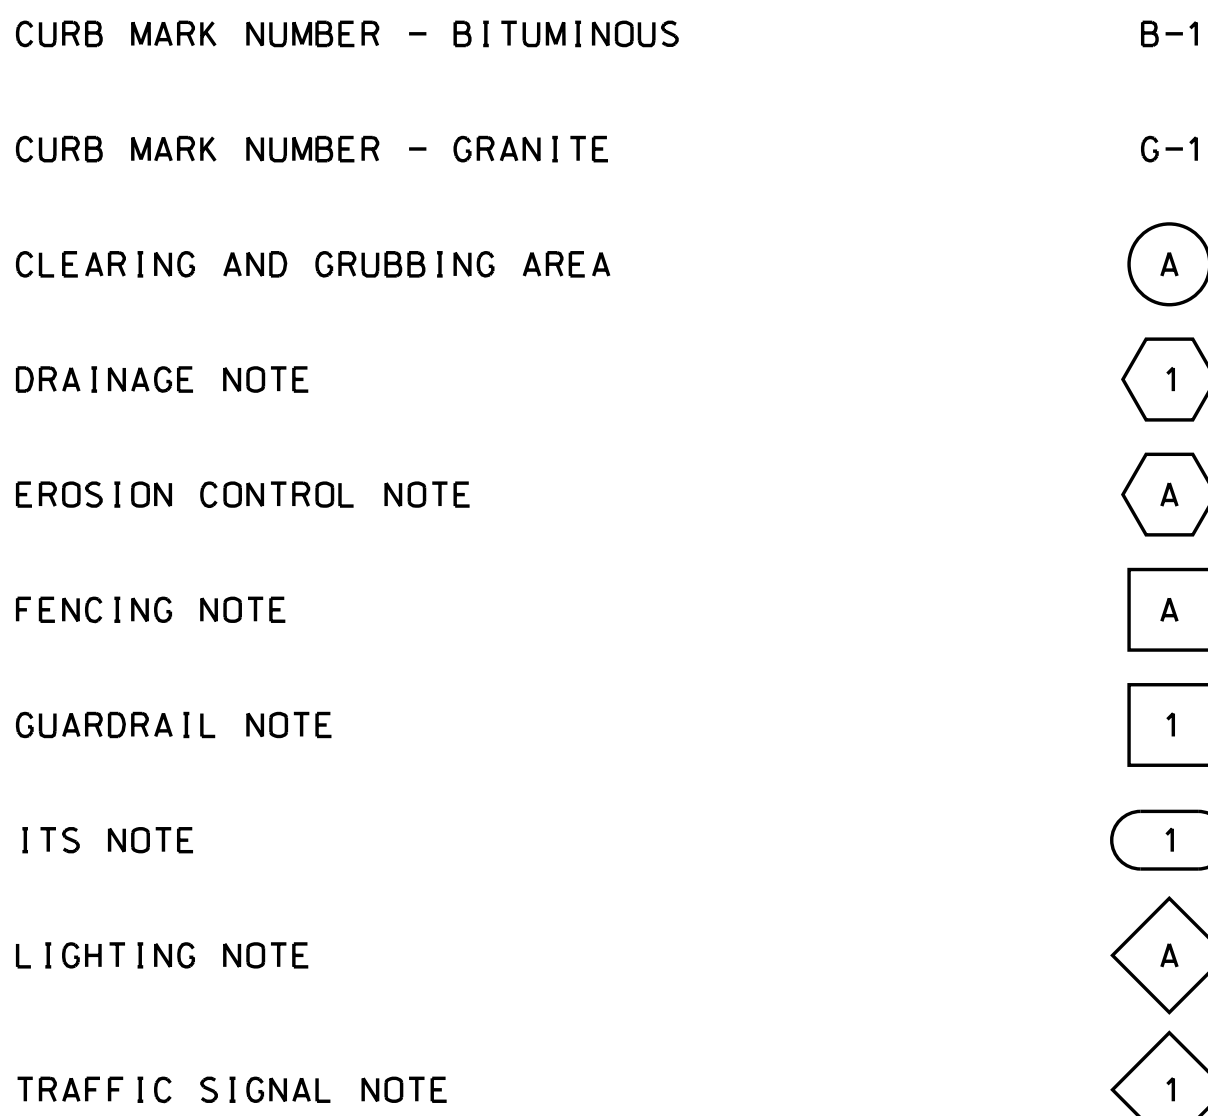 CURB MARK NUMBER - BITUMINOUS B-1
CURB MARK NUMBER - GRANITE G-1
CLEARING AND GRUBBING AREA A
DRAINAGE NOTE 1
EROSION CONTROL NOTE A
FENCING NOTE A
GUARDRAIL NOTE 1
ITS NOTE 1
LIGHTING NOTE A
TRAFFIC SIGNAL NOTE 1